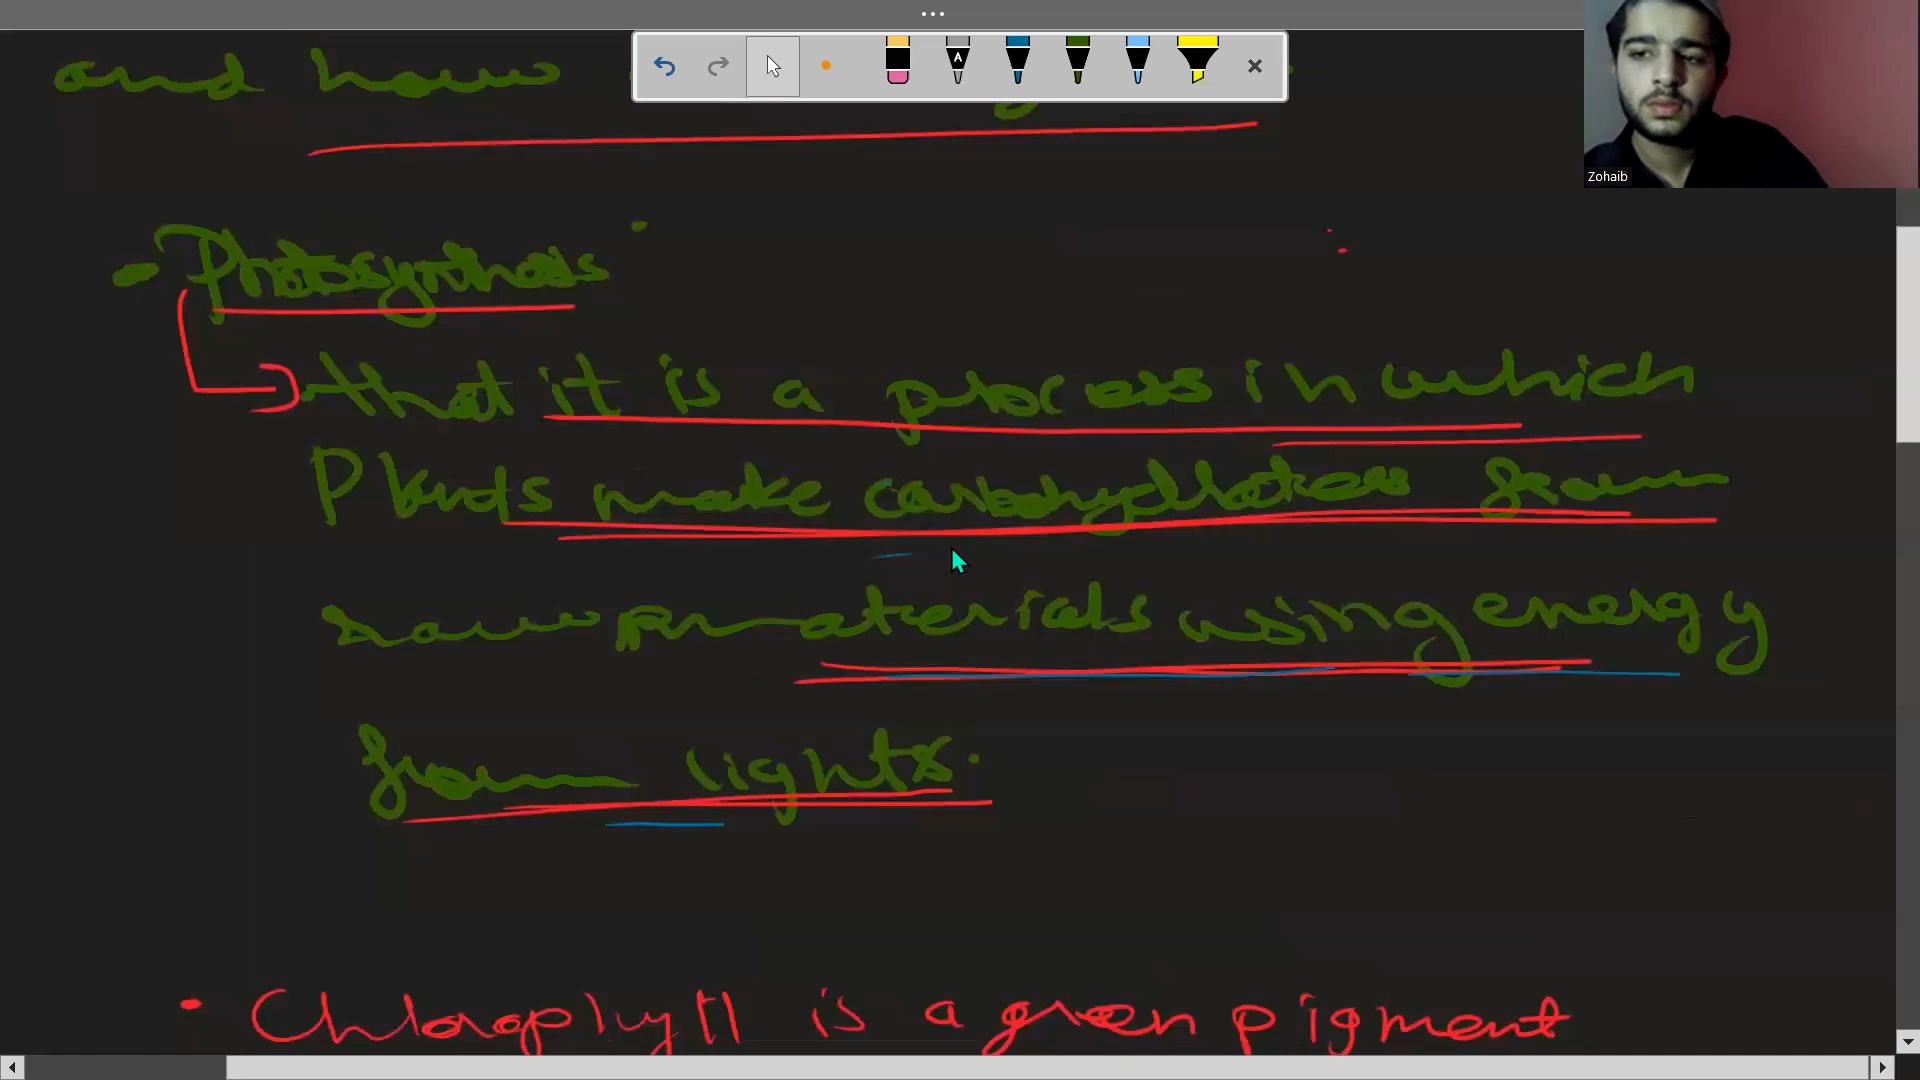 and how
Zohaib
- Photosynthesis
that it is a process in which
Plants make carbohydrates from
raw materials using energy
from lights.
• Chlorophyll is a green pigment